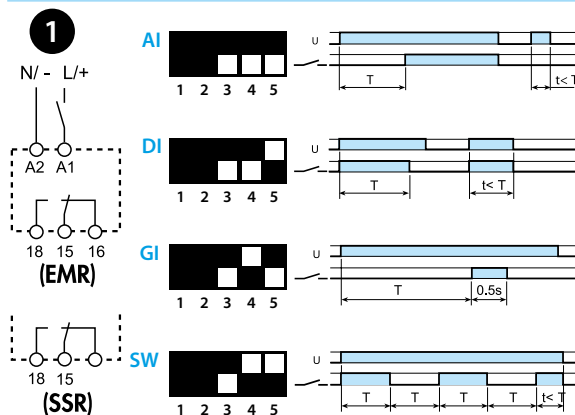 1
N/ - L/+
A2 A1
18 15 16
(EMR)
18 15
(SSR)
AI
1 2 3 4 5
U
T t< T
DI
1 2 3 4 5
U
T t< T
GI
1 2 3 4 5
U
T 0.5s
SW
1 2 3 4 5
U
T T T T t< T